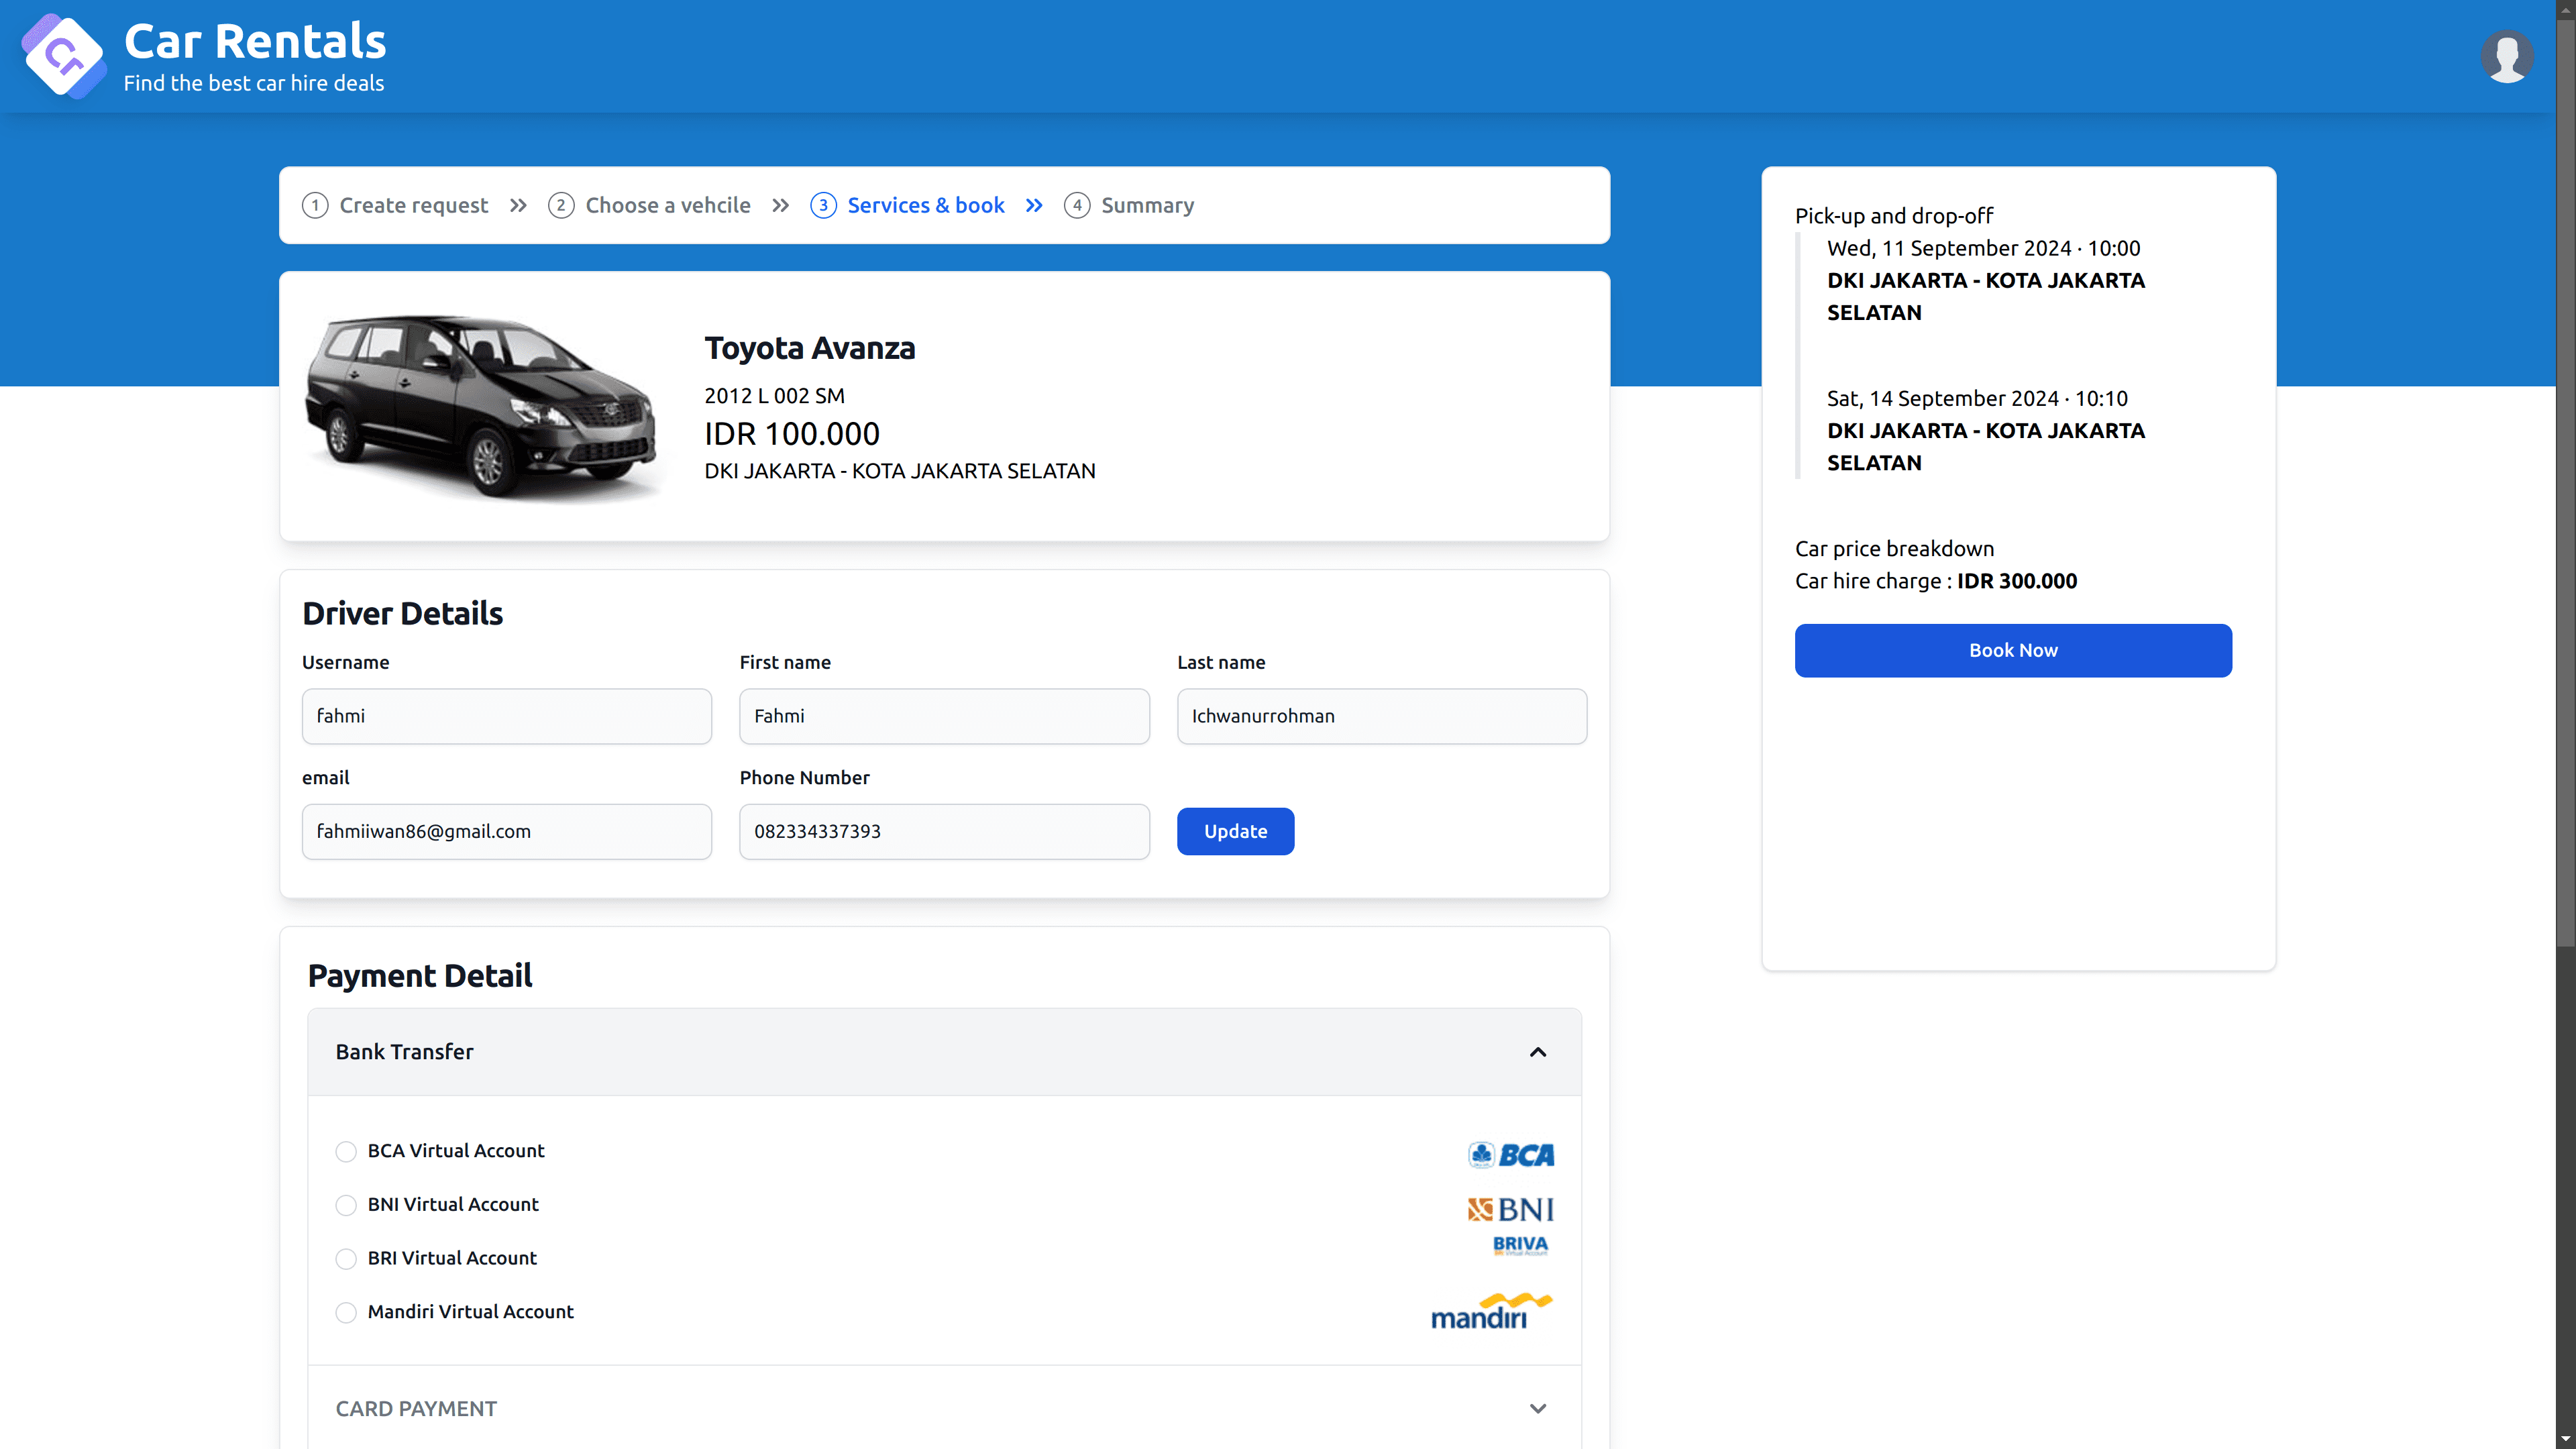 Cr
Car Rentals
Find the best car hire deals
1 Create request
2 Choose a vehcile
3 Services & book
4 Summary
Toyota Avanza
2012 L 002 SM
IDR 100.000
DKI JAKARTA - KOTA JAKARTA SELATAN
Driver Details
Username
First name
Last name
fahmi
Fahmi
Ichwanurrohman
email
Phone Number
fahmiiwan86@gmail.com
082334337393
Update
Payment Detail
Bank Transfer
BCA Virtual Account
BCA
BNI Virtual Account
BNI
BRI Virtual Account
BRIVA
BRI Virtual Account
Mandiri Virtual Account
mandiri
CARD PAYMENT
Pick-up and drop-off
Wed, 11 September 2024 · 10:00
DKI JAKARTA - KOTA JAKARTA
SELATAN
Sat, 14 September 2024 · 10:10
DKI JAKARTA - KOTA JAKARTA
SELATAN
Car price breakdown
Car hire charge : IDR 300.000
Book Now